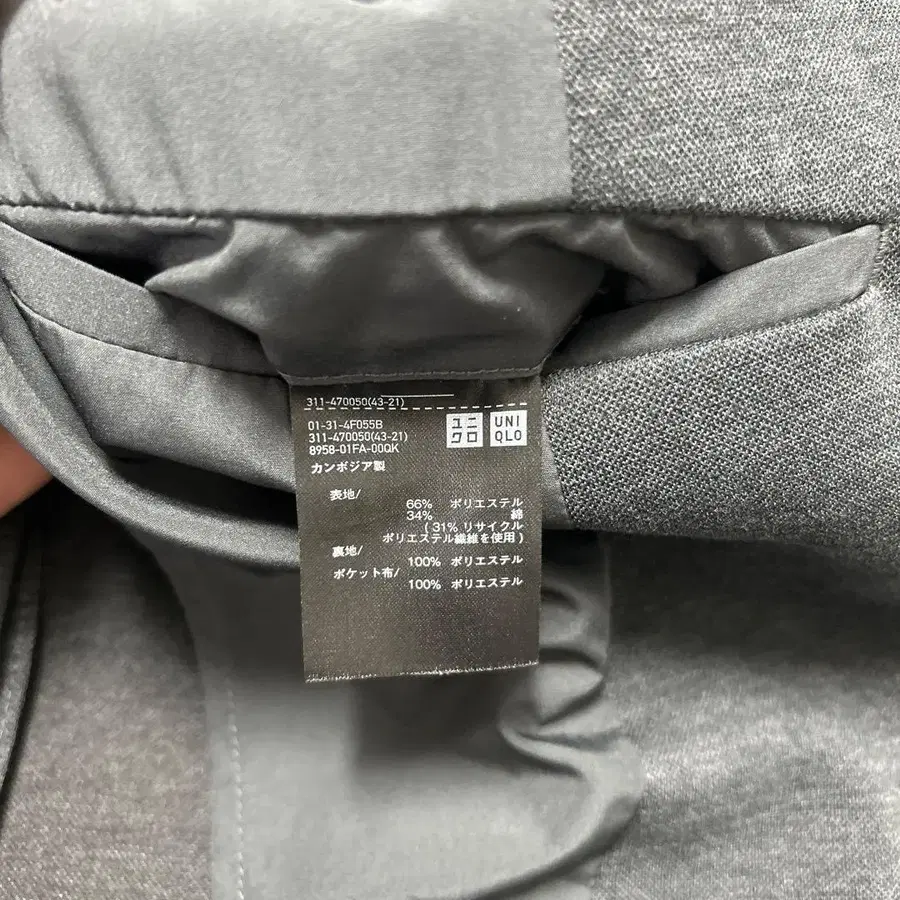 311-470050(43-21)
01-31-4F055B
311-470050(43-21)
8958-01FA-00QK
ユニ
クロ
UNI
QLO
カンボジア製
表地/
66% ポリエステル
34% 綿
(31% リサイクル
ポリエステル繊維を使用)
裏地/
100% ポリエステル
ポケット布/
100% ポリエステル